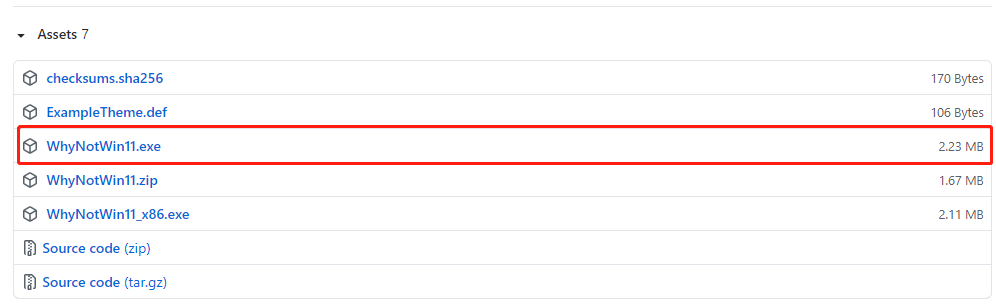 Assets 7
checksums.sha256 170 Bytes
ExampleTheme.def 106 Bytes
WhyNotWin11.exe 2.23 MB
WhyNotWin11.zip 1.67 MB
WhyNotWin11_x86.exe 2.11 MB
Source code (zip)
Source code (tar.gz)